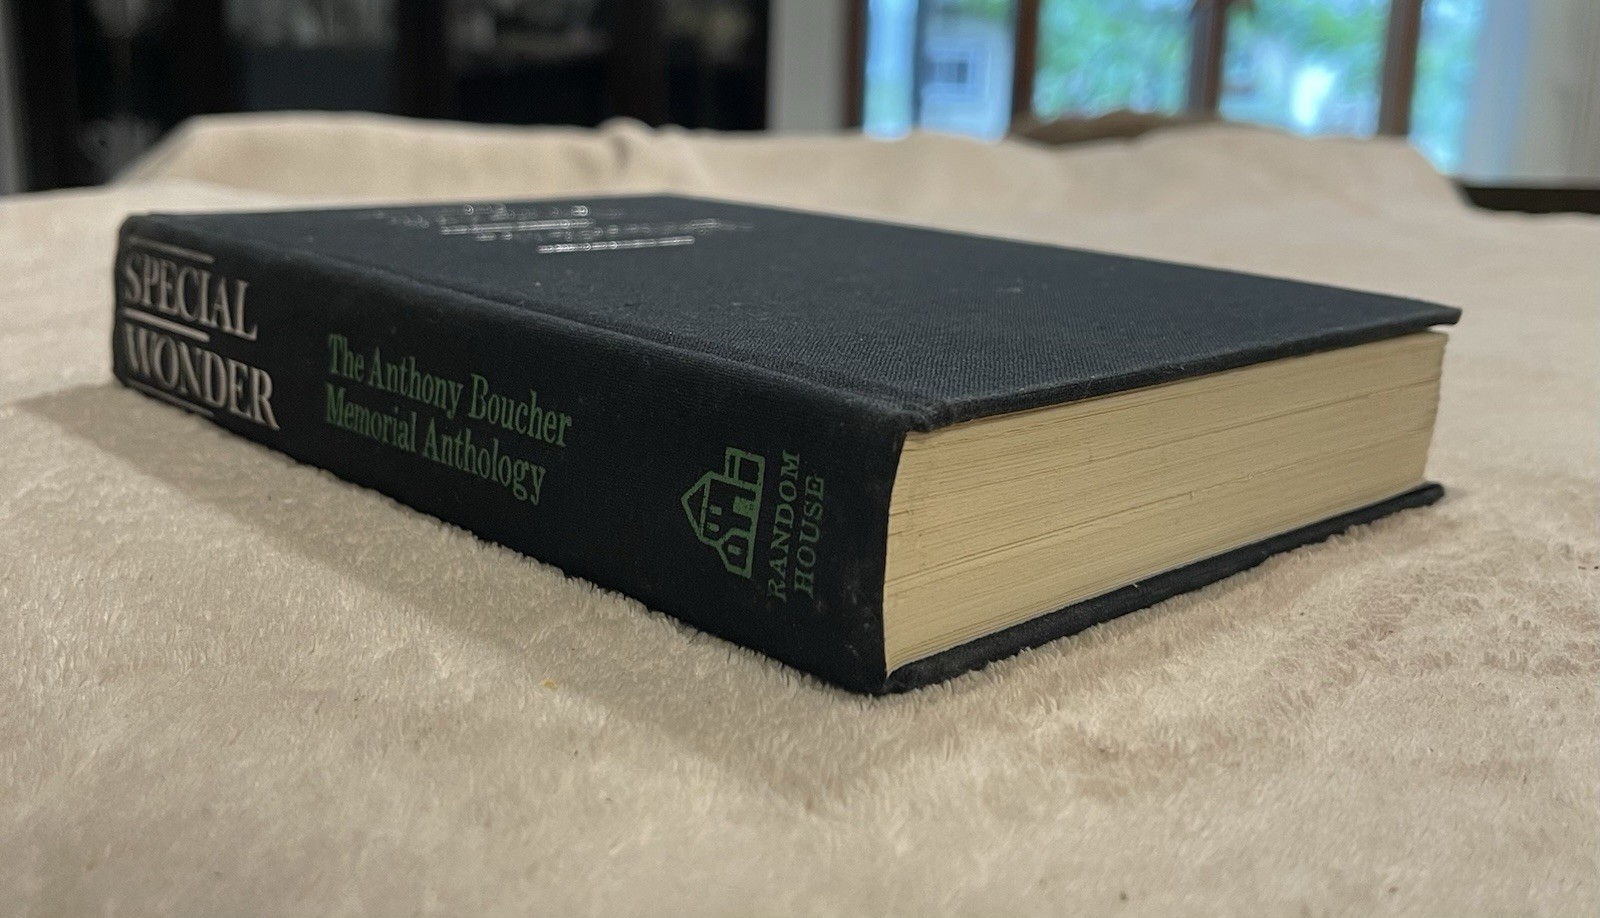 SPECIAL
WONDER
The Anthony Boucher
Memorial Anthology
RANDOM
HOUSE